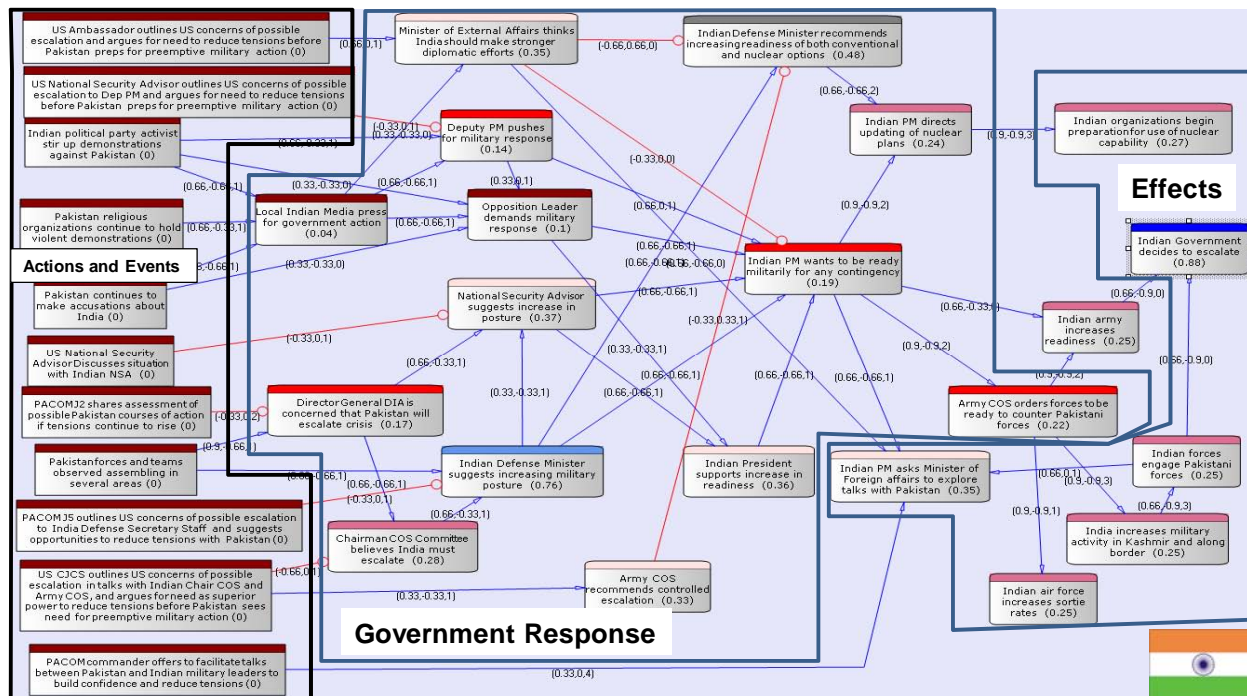 US Ambassador outlines US concerns of possible
escalation and argues for need to reduce tensions before
Pakistan preps for preemptive military action (0)
US National Security Advisor outlines US concerns of possible
escalation to Dep PM and argues for need to reduce tensions
before Pakistan preps for preemptive military action (0)
Indian political party activist
stir up demonstrations
against Pakistan (0)
Pakistan religious
organizations continue to hold
violent demonstrations (0)
Actions and Events
Pakistan continues to
make accusations about
India (0)
US National Security
Advisor Discusses situation
with Indian NSA (0)
PACOMJ2 shares assessment of
possible Pakistan courses of action
if tensions continue to rise (0)
Pakistan forces and teams
observed assembling in
several areas (0)
PACOMJ5 outlines US concerns of possible escalation
to India Defense Secretary Staff and suggests
opportunities to reduce tensions with Pakistan (0)
US CJCS outlines US concerns of possible
escalation in talks with Indian Chair COS and
Army COS, and argues for need as superior
power to reduce tensions before Pakistan sees
need for preemptive military action (0)
PACOM commander offers to facilitate talks
between Pakistan and Indian military leaders to
build confidence and reduce tensions (0)
Minister of External Affairs thinks
India should make stronger
diplomatic efforts (0.35)
Deputy PM pushes
for military response
(0.14)
Local Indian Media press
for government action
(0.04)
Opposition Leader
demands military
response (0.1)
National Security Advisor
suggests increase in
posture (0.37)
Director General DIA is
concerned that Pakistan will
escalate crisis (0.17)
Indian Defense Minister
suggests increasing military
posture (0.76)
Chairman COS Committee
believes India must
escalate (0.28)
Army COS
recommends controlled
escalation (0.33)
Government Response
Indian Defense Minister recommends
increasing readiness of both conventional
and nuclear options (0.48)
Indian PM directs
updating of nuclear
plans (0.24)
Indian PM wants to be ready
militarily for any contingency
(0.19)
Indian President
supports increase in
readiness (0.36)
Indian PM asks Minister of
Foreign affairs to explore
talks with Pakistan (0.35)
Army COS orders forces to be
ready to counter Pakistani
forces (0.22)
Indian organizations begin
preparation for use of nuclear
capability (0.27)
Effects
Indian Government
decides to escalate
(0.88)
Indian army
increases
readiness (0.25)
Indian forces
engage Pakistani
forces (0.25)
India increases military
activity in Kashmir and along
border (0.25)
Indian air force
increases sortie
rates (0.25)
(0.66,0,1)
(-0.66,0.66,0)
(0.66,-0.66,2)
(0.9,-0.9,3)
(-0.33,0,1)
(0.33,-0.33,0)
(0.66,-0.66,1)
(0.33,0,1)
(-0.33,0,0)
(0.66,0,1)
(0.9,-0.9,2)
(0.66,-0.66,1)
(0.66,-0.33,1)
(0.33,-0.33,0)
(0.66,-0.66,1)
(0.66,-0.66,1)
(0.66,-0.33,0)
(0.66,-0.9,0)
(-0.33,0,1)
(-0.33,0.33,1)
(0.33,-0.33,1)
(0.9,-0.9,2)
(0.9,-0.9,2)
(0.66,-0.9,0)
(0.66,-0.33,1)
(0.33,-0.33,1)
(0.66,-0.66,1)
(0.66,-0.66,1)
(0.66,-0.66,1)
(-0.33,0,2)
(0.9,-0.66,1)
(0.66,-0.66,1)
(-0.33,0,1)
(0.66,-0.33,1)
(0.66,0,1)
(0.9,-0.9,3)
(0.66,-0.9,3)
(0.9,-0.9,1)
(-0.66,0,1)
(0.33,-0.33,1)
(0.33,0,4)